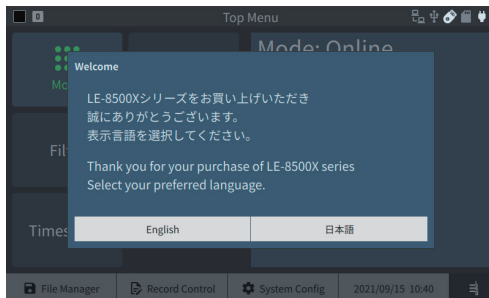 0
Top Menu
Mode: Online
Welcome
LE-8500Xシリーズをお買い上げいただき
誠にありがとうございます。
表示言語を選択してください。
Thank you for your purchase of LE-8500X series
Select your preferred language.
English
日本語
File Manager
Record Control
System Config
2021/09/15 10:40